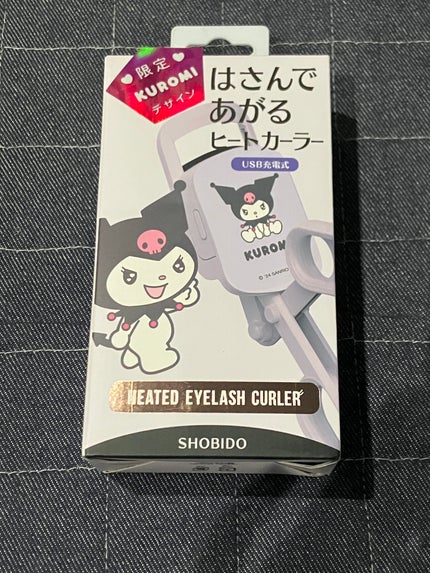 限定
KUROMI
デザイン
はさんで
あがる
ヒートカーラー
USB充電式
KUROMI
© '24 SANRIO
HEATED EYELASH CURLER
SHOBIDO